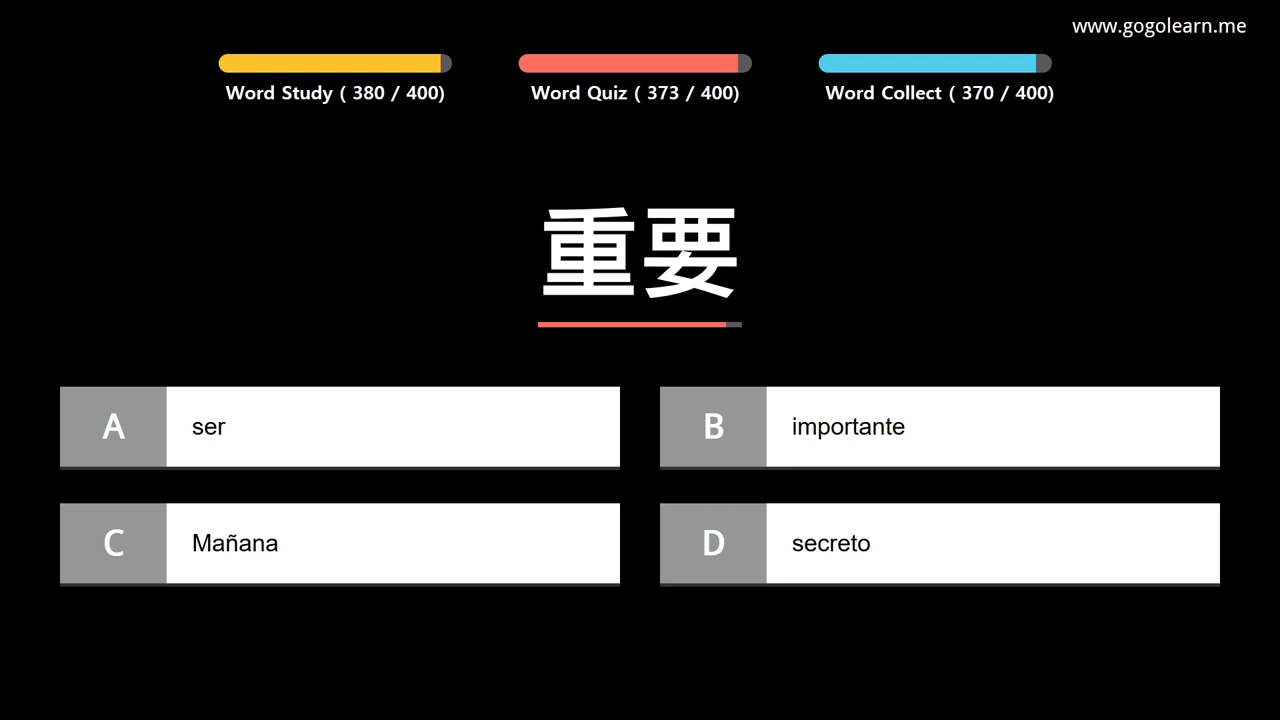 www.gogolearn.me
Word Study ( 380 / 400)
Word Quiz ( 373 / 400)
Word Collect ( 370 / 400)
重要
A ser
B importante
C Mañana
D secreto